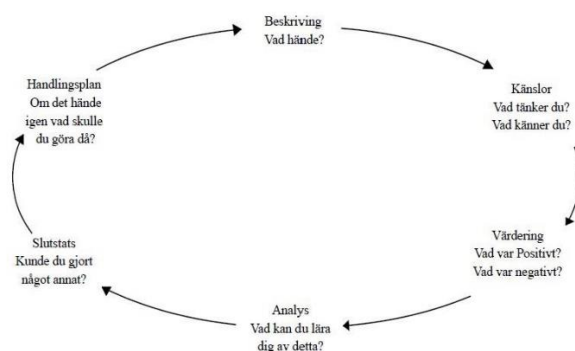 Beskriving
Vad hände?
Känslor
Vad tänker du?
Vad känner du?
Värdering
Vad var Positivt?
Vad var negativt?
Analys
Vad kan du lära
dig av detta?
Slutstats
Kunde du gjort
något annat?
Handlingsplan
Om det hände
igen vad skulle
du göra då?